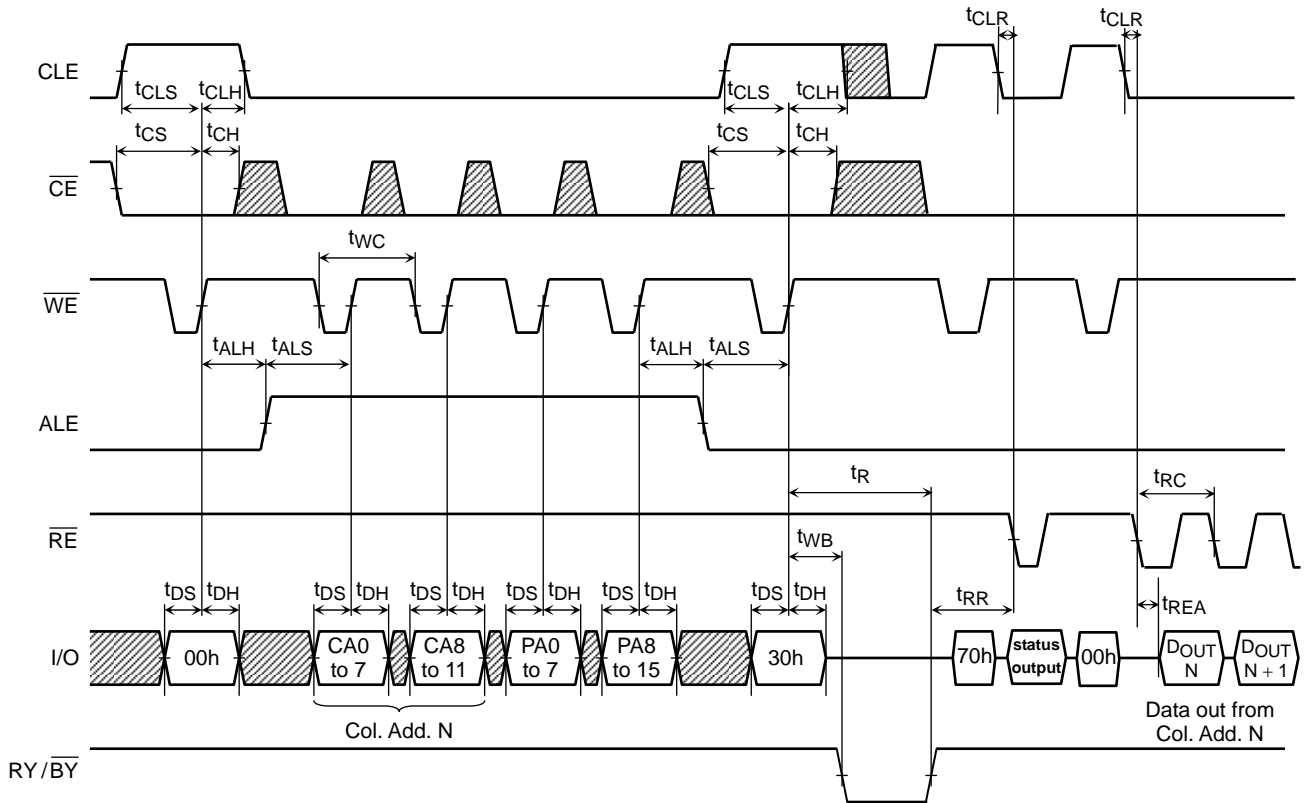 tCLR tCLR
CLE
tCLS tCLH tCLS tCLH
tCS tCH tCS tCH
CE
tWC
WE
tALH tALS tALH tALS
ALE
tR
tRC
RE
tWB
tDS tDH tDS tDH tDS tDH tDS tDH tDS tDH tDS tDH
tRR
tREA
I/O
00h
CA0 to 7
CA8 to 11
PA0 to 7
PA8 to 15
30h
70h
status output
00h
DOUT N
DOUT N + 1
Col. Add. N
Data out from
Col. Add. N
RY/BY